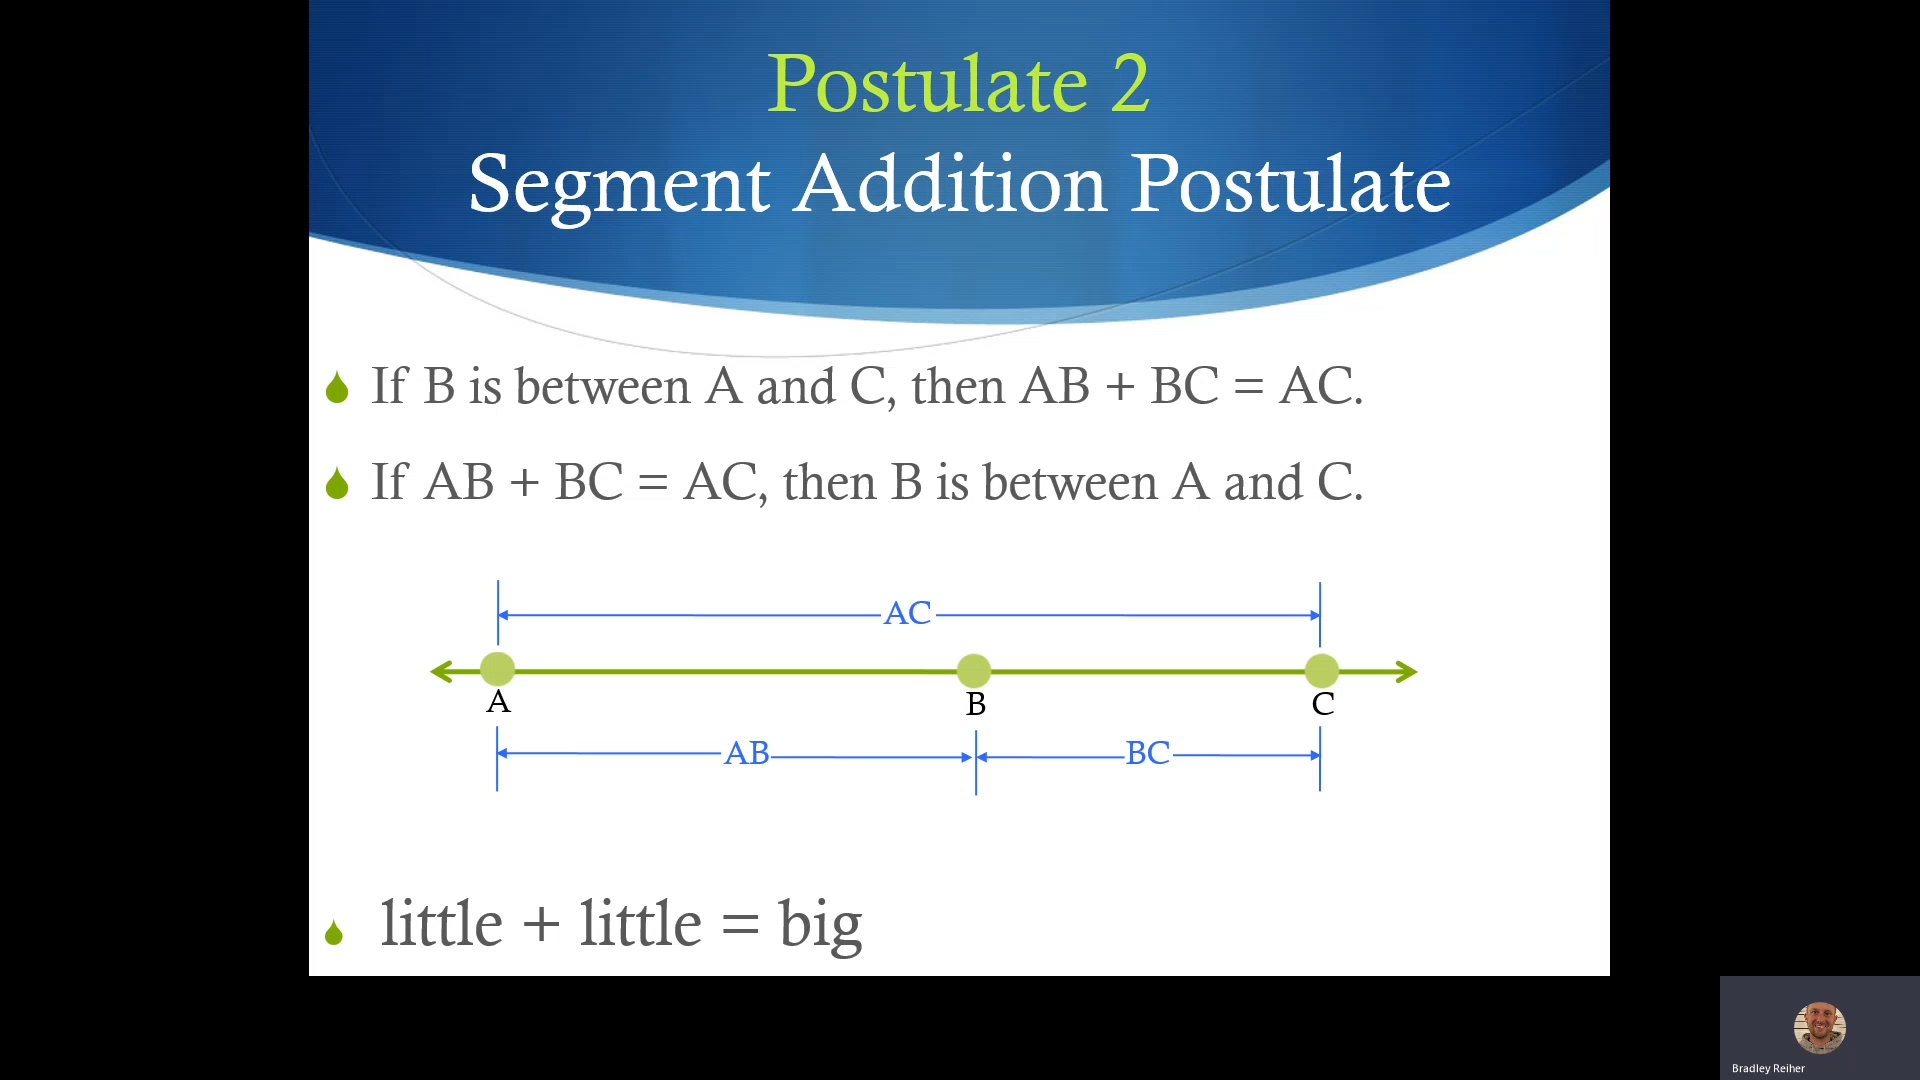 Postulate 2
Segment Addition Postulate
If B is between A and C, then AB + BC = AC.
If AB + BC = AC, then B is between A and C.
AC
A B C
AB BC
little + little = big
Bradley Reiher